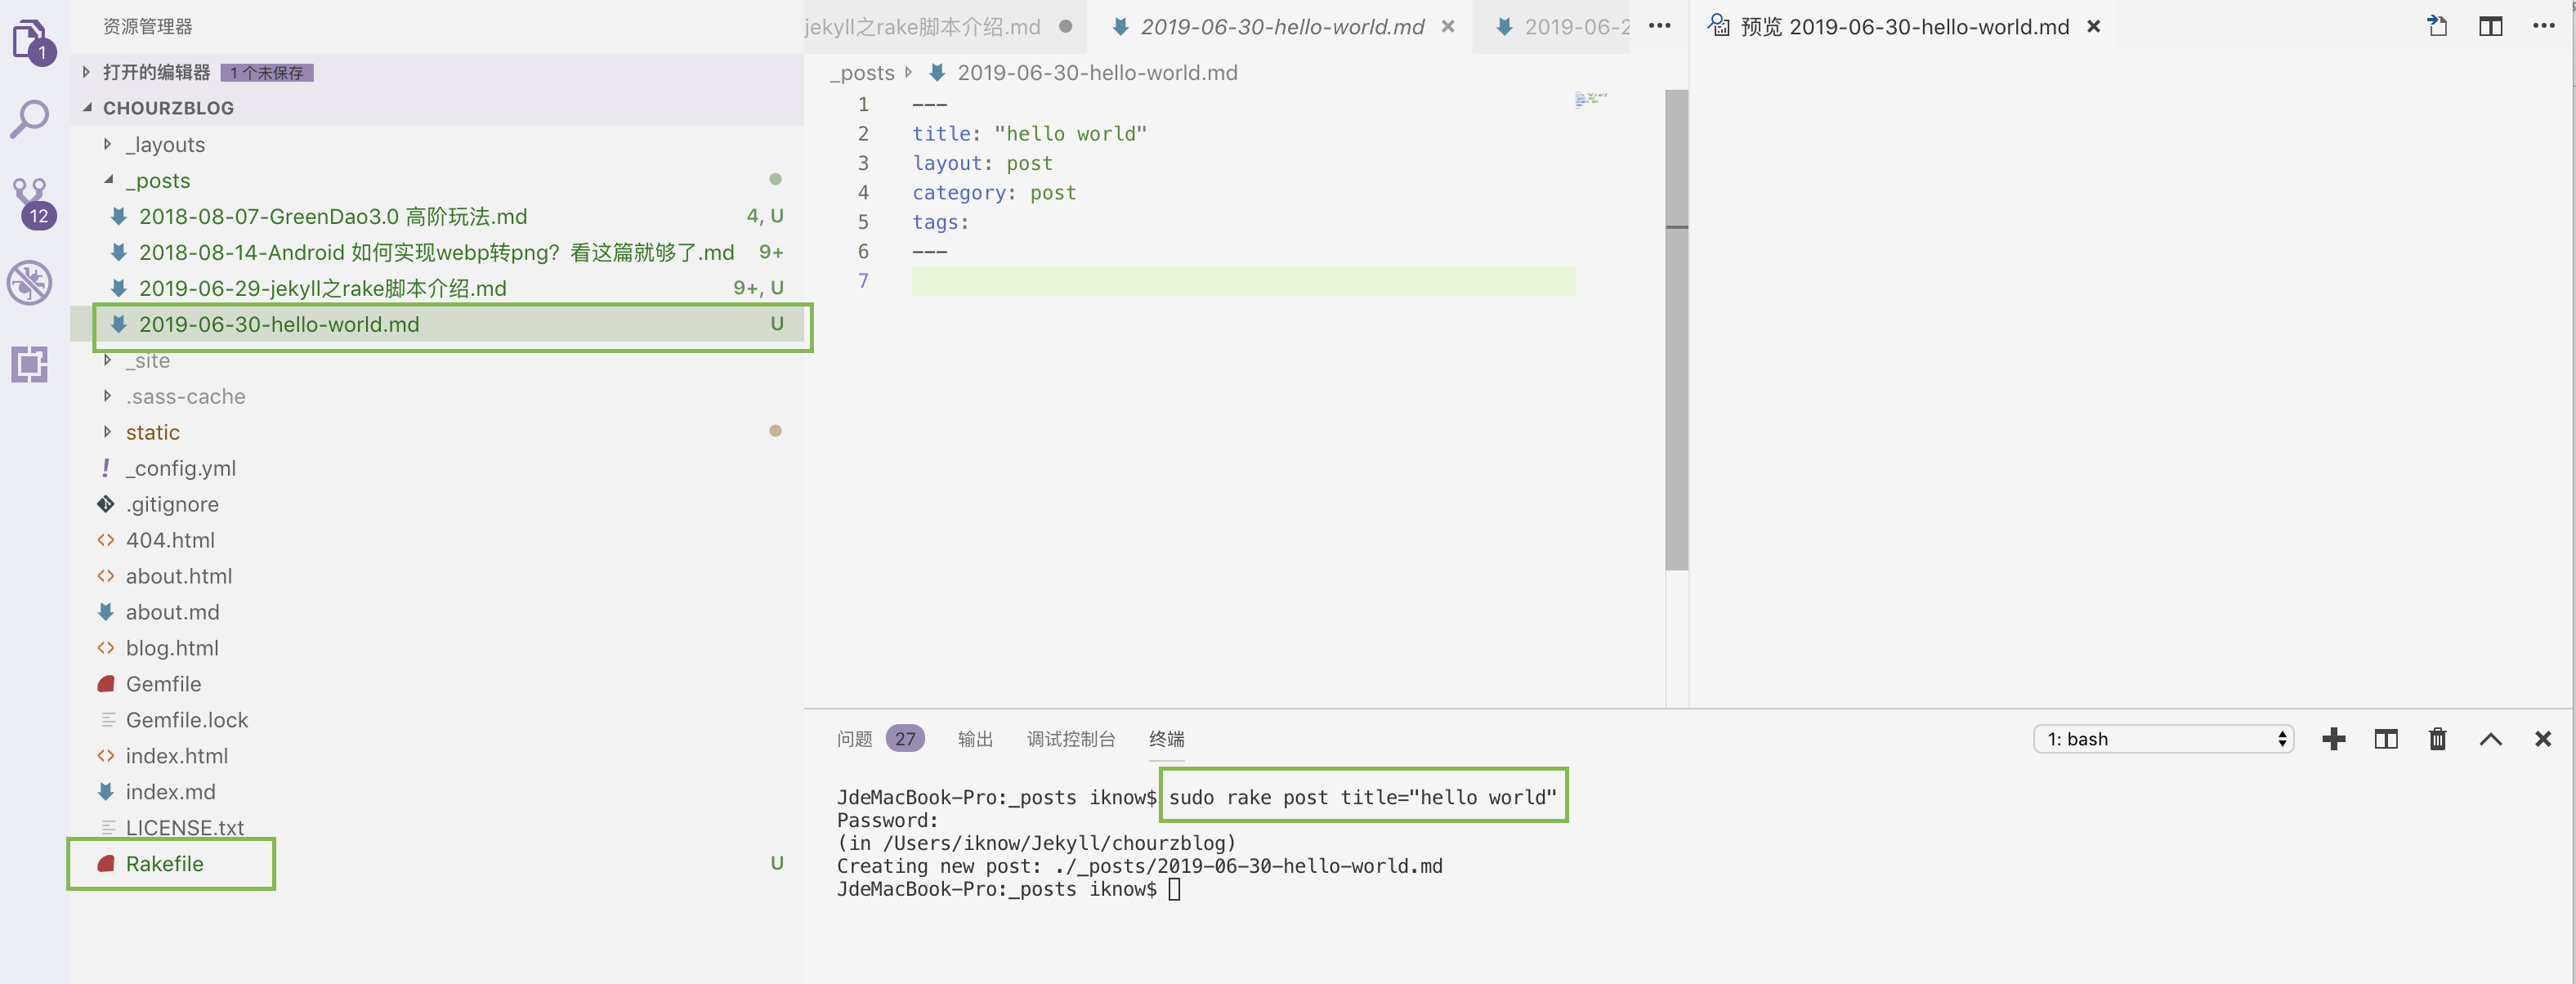 资源管理器
1
打开的编辑器 1 个未保存
CHOURZBLOG
_layouts
_posts
2018-08-07-GreenDao3.0 高阶玩法.md 4, U
2018-08-14-Android 如何实现webp转png？看这篇就够了.md 9+
2019-06-29-jekyll之rake脚本介绍.md 9+, U
2019-06-30-hello-world.md U
_site
.sass-cache
static
_config.yml
.gitignore
404.html
about.html
about.md
blog.html
Gemfile
Gemfile.lock
index.html
index.md
LICENSE.txt
Rakefile U
12
jekyll之rake脚本介绍.md
2019-06-30-hello-world.md
2019-06-2
_posts 2019-06-30-hello-world.md
1 ---
2 title: "hello world"
3 layout: post
4 category: post
5 tags:
6 ---
7
预览 2019-06-30-hello-world.md
问题 27 输出 调试控制台 终端
1: bash
JdeMacBook-Pro:_posts iknow$ sudo rake post title="hello world"
Password:
(in /Users/iknow/Jekyll/chourzblog)
Creating new post: ./_posts/2019-06-30-hello-world.md
JdeMacBook-Pro:_posts iknow$